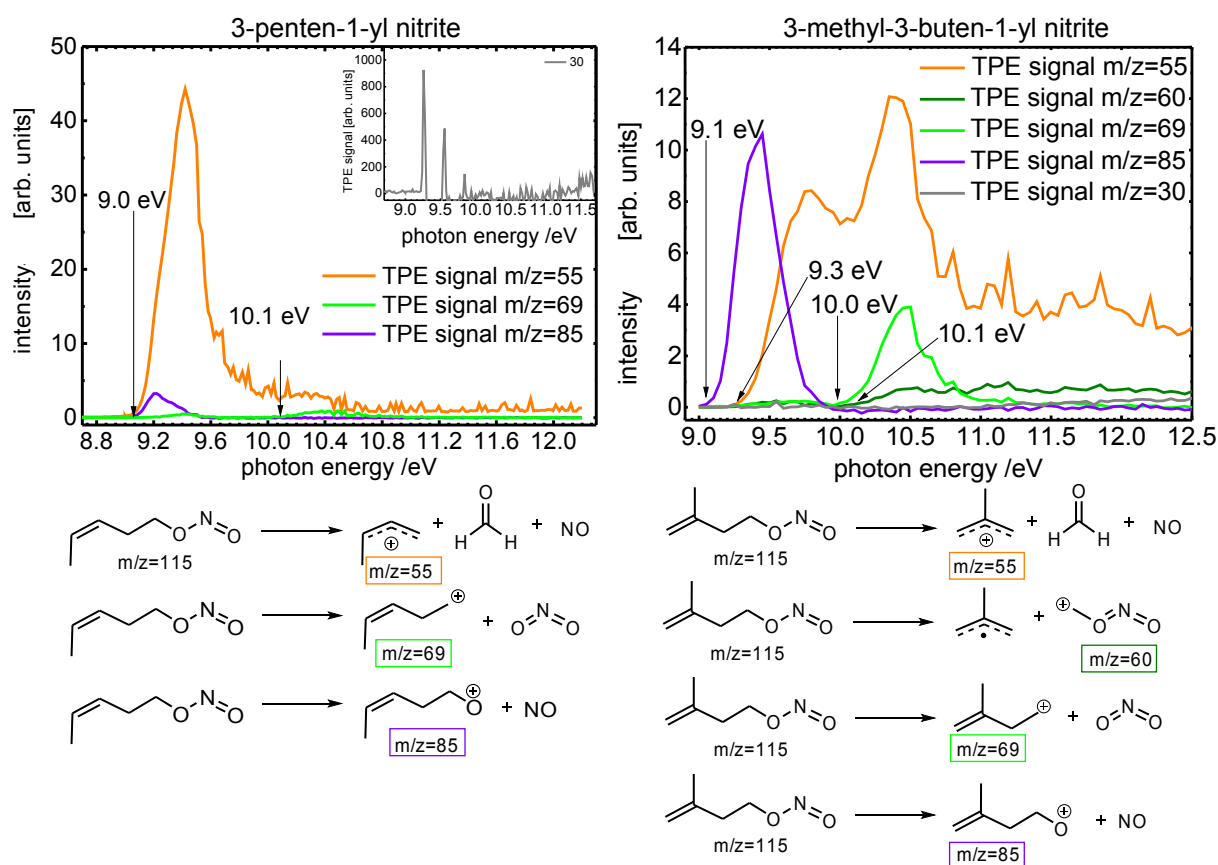 3-penten-1-yl nitrite
50
40
30
20
10
0
intensity [arb. units]
8.8 9.2 9.6 10.0 10.4 10.8 11.2 11.6 12.0
photon energy /eV
9.0 eV
10.1 eV
TPE signal m/z=55
TPE signal m/z=69
TPE signal m/z=85
1000
800
600
400
200
0
TPE signal [arb. units]
30
9.0 9.3 9.6 10.0 10.5 11.0 11.5
photon energy /eV
3-methyl-3-buten-1-yl nitrite
14
12
10
8
6
4
2
0
intensity [arb. units]
9.0 9.5 10.0 10.5 11.0 11.5 12.0 12.5
photon energy /eV
TPE signal m/z=55
TPE signal m/z=60
TPE signal m/z=69
TPE signal m/z=85
TPE signal m/z=30
9.1 eV
9.3 eV
10.0 eV
10.1 eV
O N O + O H H + NO
m/z=115 m/z=55
O N O + O N O
m/z=69
O N O O + NO
m/z=85
O N O + O H H + NO
m/z=115 m/z=55
O N O + O N O
m/z=115 m/z=60
O N O + O N O
m/z=115 m/z=69
O N O O + NO
m/z=115 m/z=85